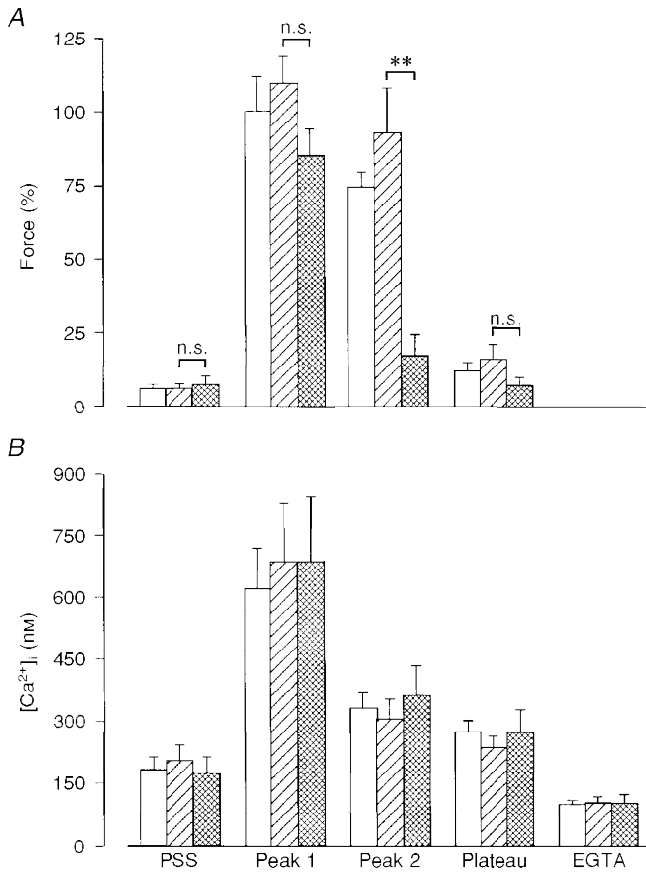 A
125
100
75
50
25
0
Force (%)
n.s.
n.s.
**
n.s.
B
900
750
600
450
300
150
0
[Ca²⁺]ᵢ (nM)
PSS Peak 1 Peak 2 Plateau EGTA